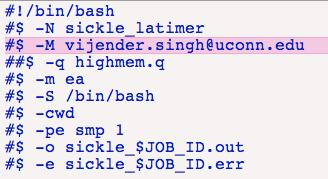 #!/bin/bash
#$ -N sickle_latimer
#$ -M vijender.singh@uconn.edu
##$ -q highmem.q
#$ -m ea
#$ -S /bin/bash
#$ -cwd
#$ -pe smp 1
#$ -o sickle_$JOB_ID.out
#$ -e sickle_$JOB_ID.err